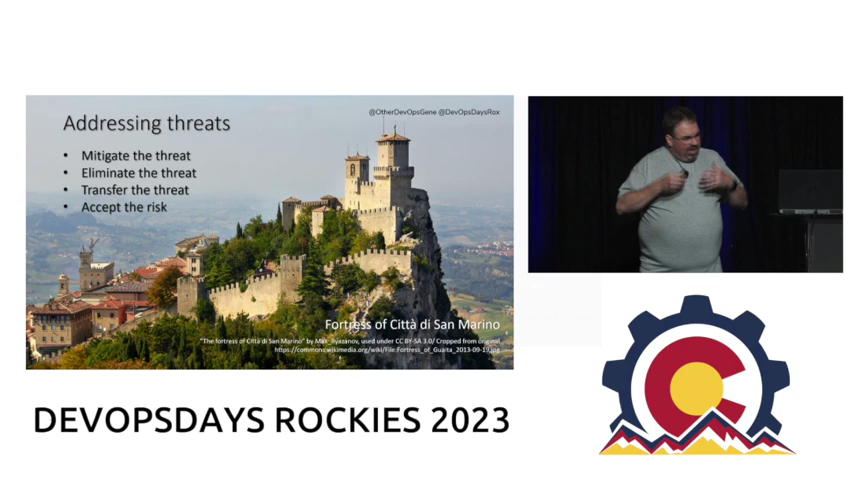 @OtherDevOpsGene @DevOpsDaysRox
Addressing threats
• Mitigate the threat
• Eliminate the threat
• Transfer the threat
• Accept the risk
Fortress of Città di San Marino
"The fortress of Città di San Marino" by Max_Ryazanov, used under CC BY-SA 3.0/ Cropped from original
https://commons.wikimedia.org/wiki/File:Fortress_of_Guaita_2013-09-19.jpg
DEVOPSDAYS ROCKIES 2023